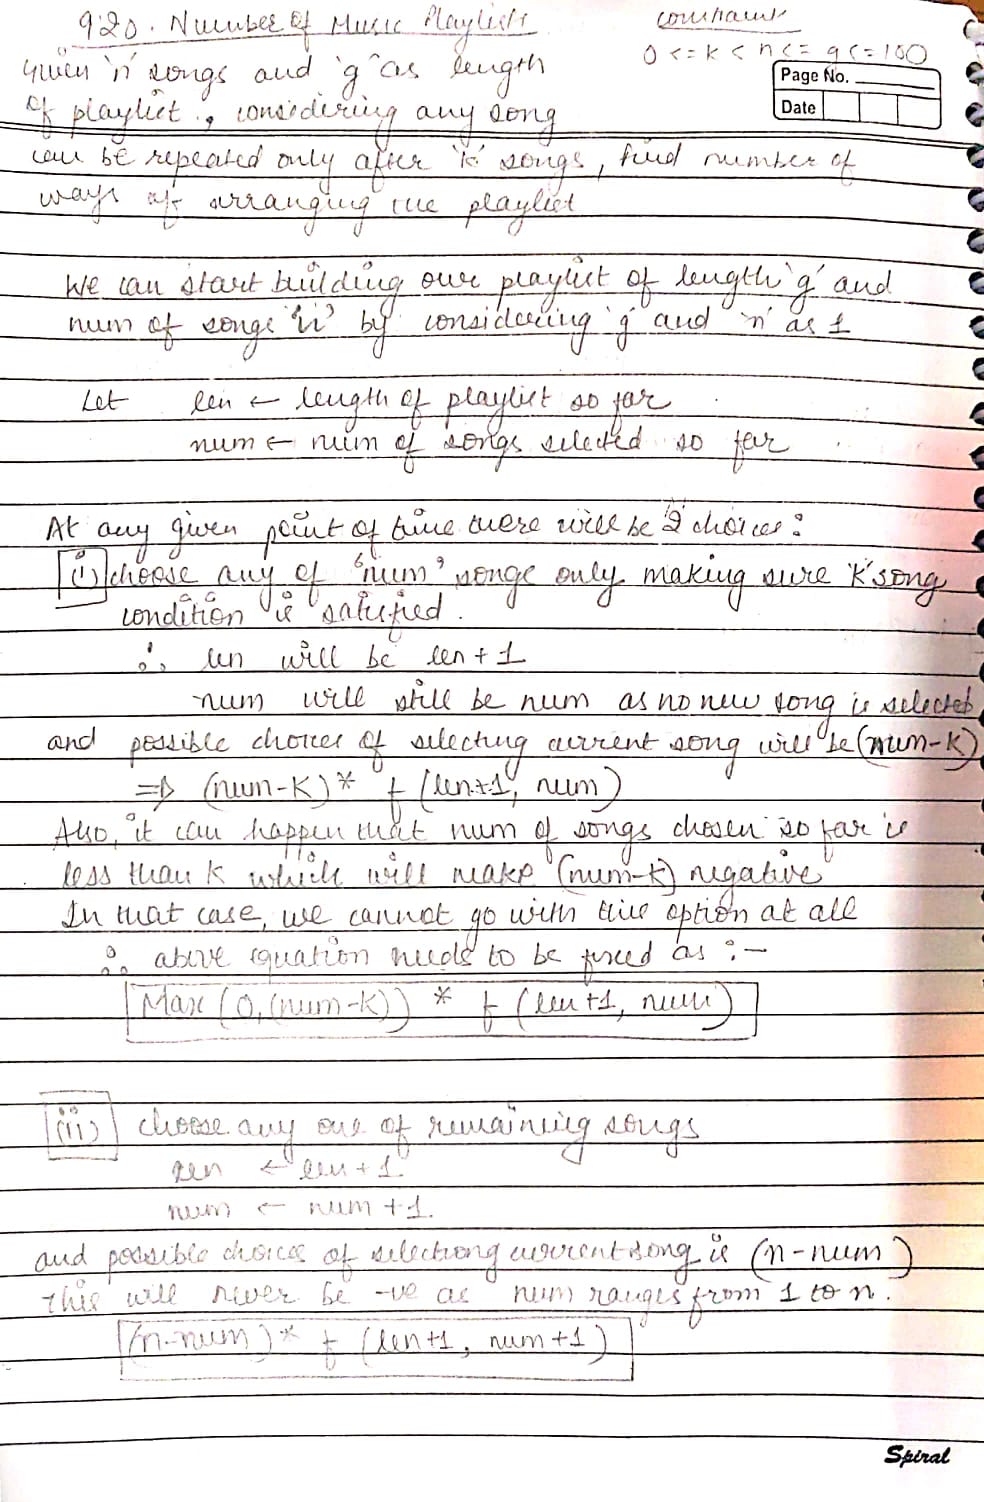 920. Number of Music Playlists
constraints
0 <= k < n <= g <= 100
Given 'n' songs and 'g' as length
Page No.
of playlist, considering any song
Date
can be repeated only after 'k' songs, find number of
ways of arranging the playlist
We can start building our playlist of length 'g' and
num of songs 'n' by considering 'g' and 'n' as 1
Let len ← length of playlist so far
num ← num of songs selected so far
At any given point of time there will be '2' choices:
(i) choose any of 'num' songs only making sure 'k' song
condition is satisfied.
∴ len will be len + 1
num will still be num as no new song is selected
and possible choices of selecting current song will be (num-k)
=> (num-k) * f (len+1, num)
Also, it can happen that num of songs chosen so far is
less than k which will make (num-k) negative
In that case, we cannot go with this option at all
∴ above equation needs to be fixed as :-
Max (0, (num-k)) * f (len+1, num)
(ii) choose any one of remaining songs
len ← len + 1
num ← num + 1.
and possible choices of selecting current song is (n-num)
This will never be -ve as num ranges from 1 to n.
(n-num) * f (len+1, num+1)
Spiral